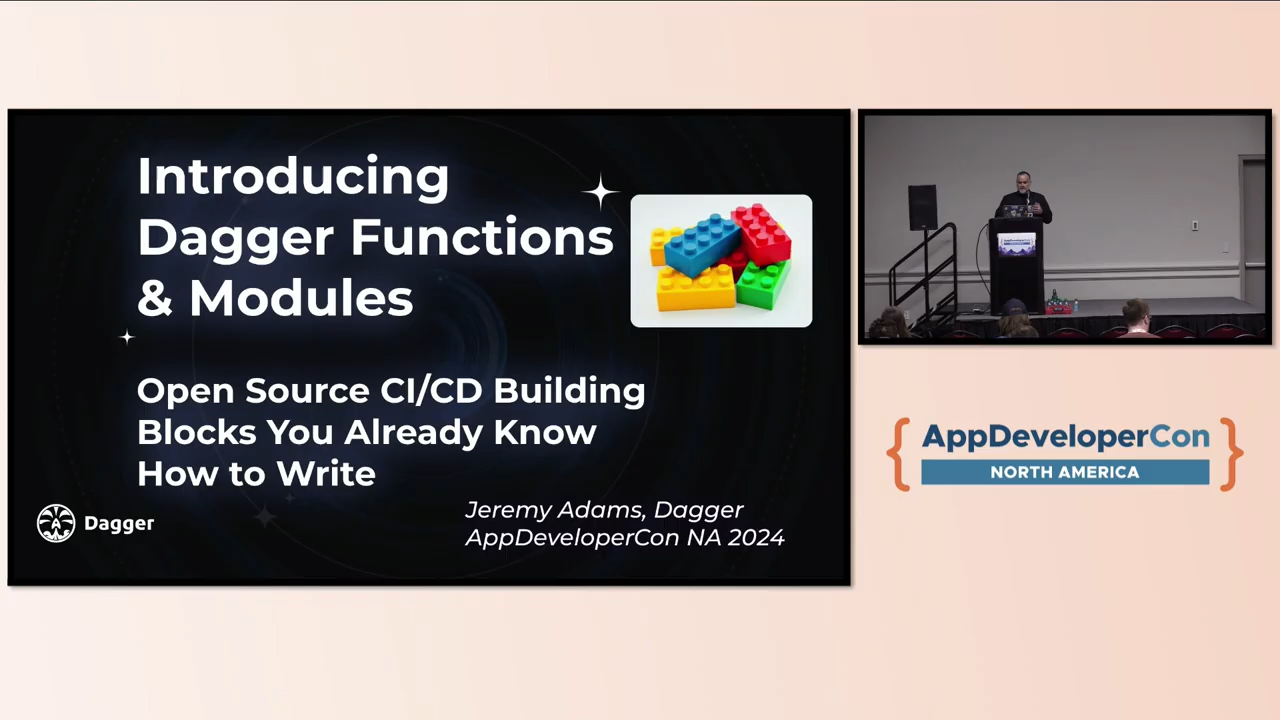 Introducing
Dagger Functions
& Modules
Open Source CI/CD Building
Blocks You Already Know
How to Write
Dagger
Jeremy Adams, Dagger
AppDeveloperCon NA 2024
{ AppDeveloperCon }
NORTH AMERICA